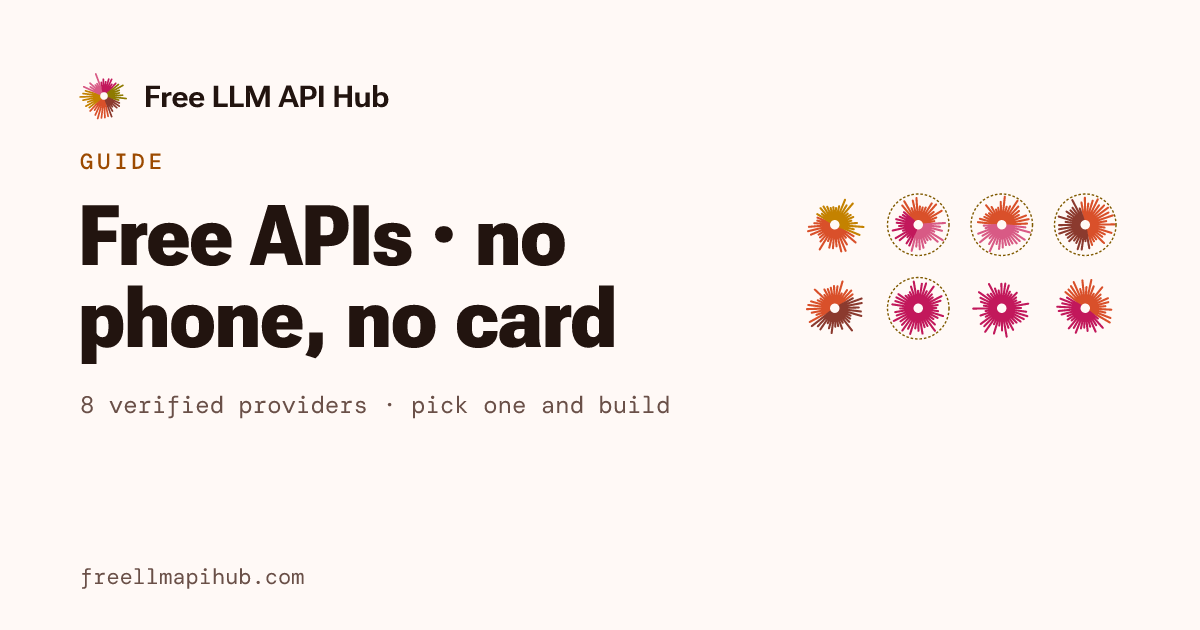 Free LLM API Hub
GUIDE
Free APIs · no
phone, no card
8 verified providers · pick one and build
freellmapihub.com